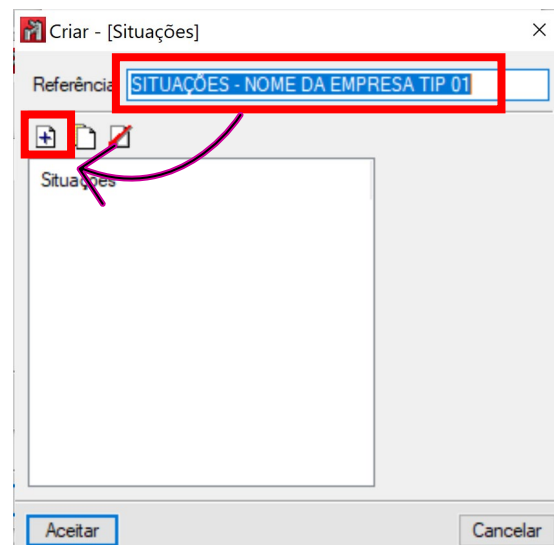 Criar - [Situações]
Referência
SITUAÇÕES - NOME DA EMPRESA TIP 01
Situações
Aceitar
Cancelar